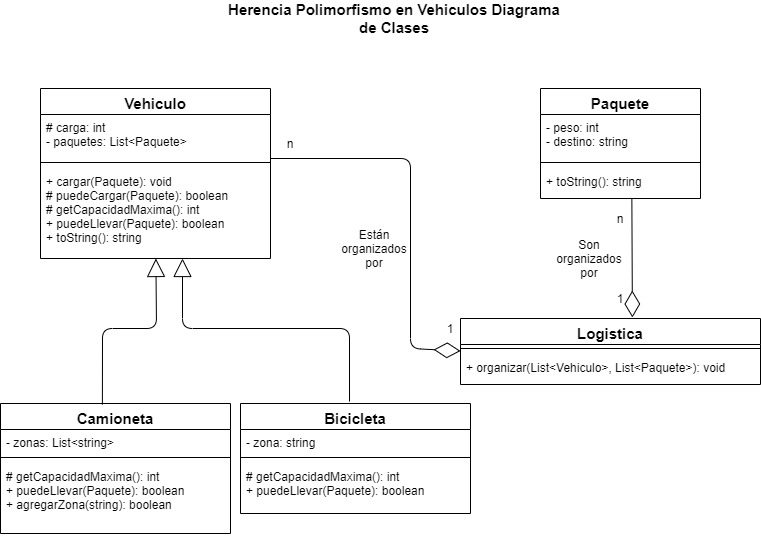 Herencia Polimorfismo en Vehiculos Diagrama
de Clases
Vehiculo
# carga: int
- paquetes: List<Paquete>
+ cargar(Paquete): void
# puedeCargar(Paquete): boolean
# getCapacidadMaxima(): int
+ puedeLlevar(Paquete): boolean
+ toString(): string
n
Paquete
- peso: int
- destino: string
+ toString(): string
n
Están
organizados
por
Son
organizados
por
1
1
Logistica
+ organizar(List<Vehiculo>, List<Paquete>): void
Camioneta
- zonas: List<string>
# getCapacidadMaxima(): int
+ puedeLlevar(Paquete): boolean
+ agregarZona(string): boolean
Bicicleta
- zona: string
# getCapacidadMaxima(): int
+ puedeLlevar(Paquete): boolean